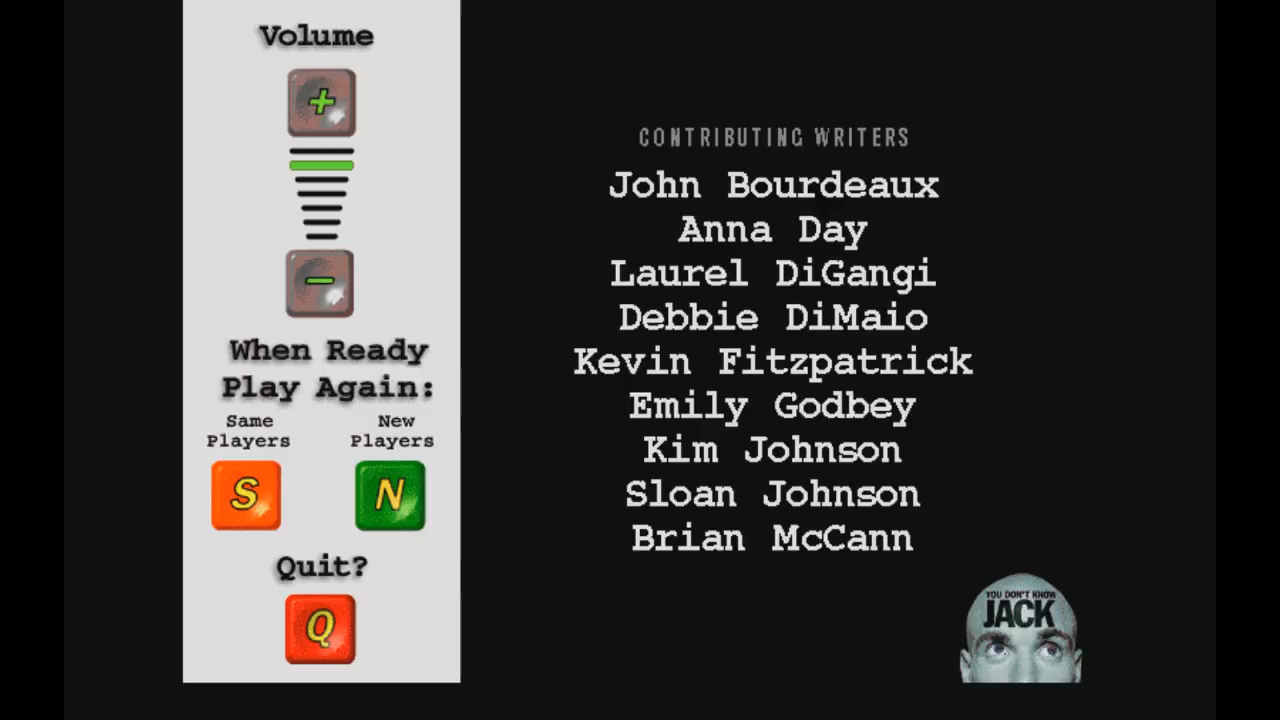 Volume
+
-
When Ready
Play Again:
Same Players
New Players
S
N
Quit?
Q
CONTRIBUTING WRITERS
John Bourdeaux
Anna Day
Laurel DiGangi
Debbie DiMaio
Kevin Fitzpatrick
Emily Godbey
Kim Johnson
Sloan Johnson
Brian McCann
YOU DON'T KNOW
JACK